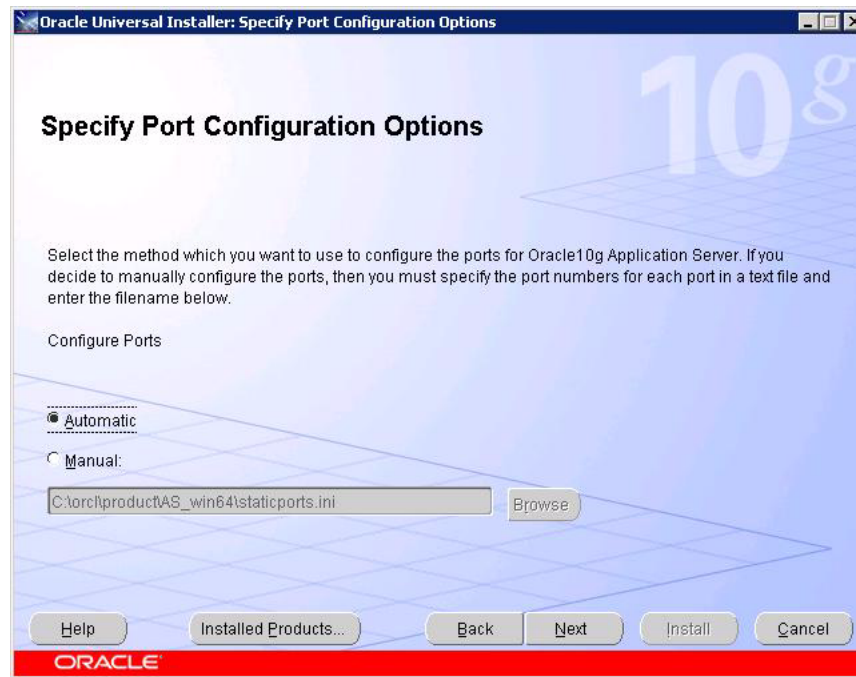 Oracle Universal Installer: Specify Port Configuration Options
10g
Specify Port Configuration Options
Select the method which you want to use to configure the ports for Oracle10g Application Server. If you
decide to manually configure the ports, then you must specify the port numbers for each port in a text file and
enter the filename below.
Configure Ports
Automatic
Manual:
C:\orcl\product\AS_win64\staticports.ini
Browse
Help
Installed Products...
Back
Next
Install
Cancel
ORACLE